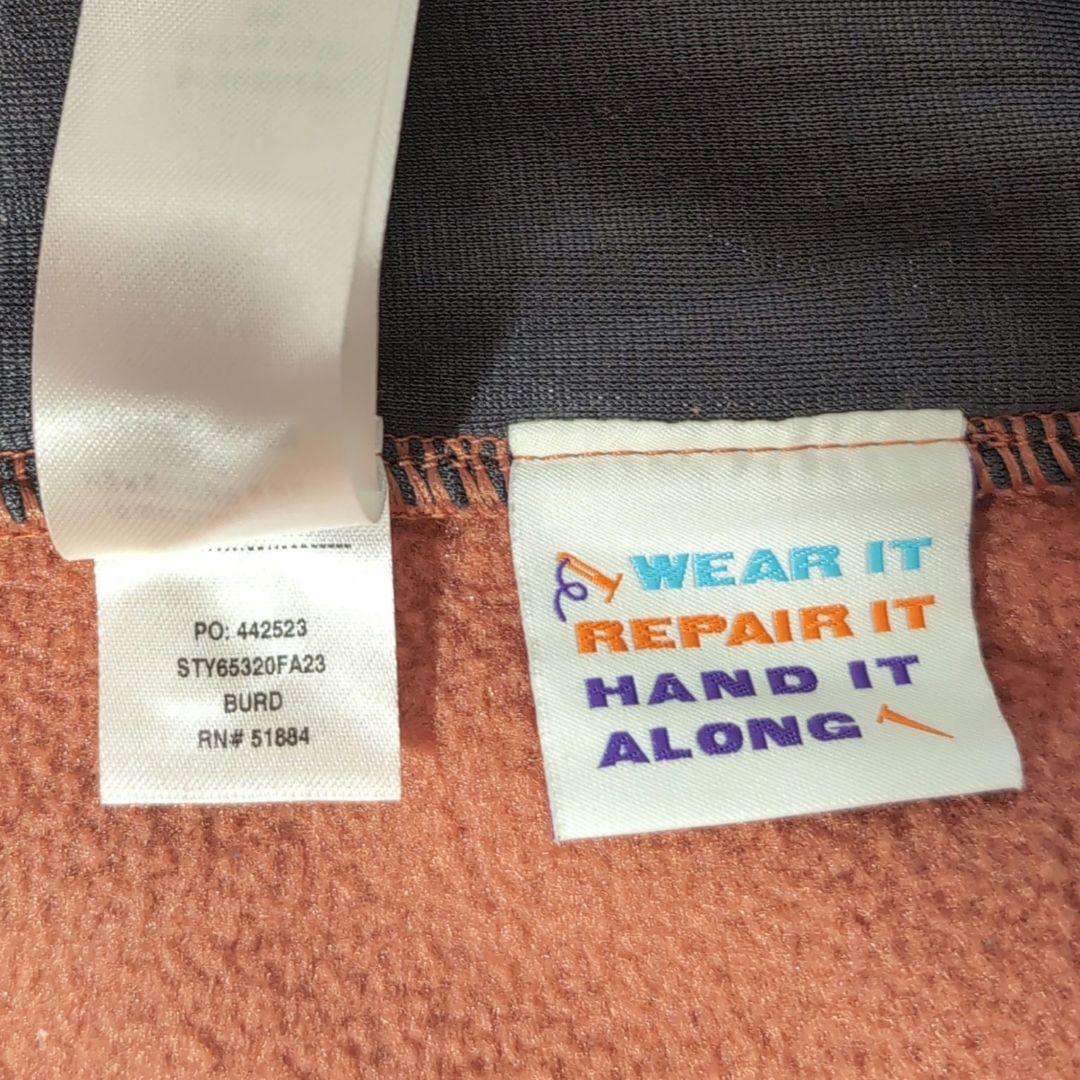 PO: 442523
STY65320FA23
BURD
RN# 51884
WEAR IT
REPAIR IT
HAND IT
ALONG